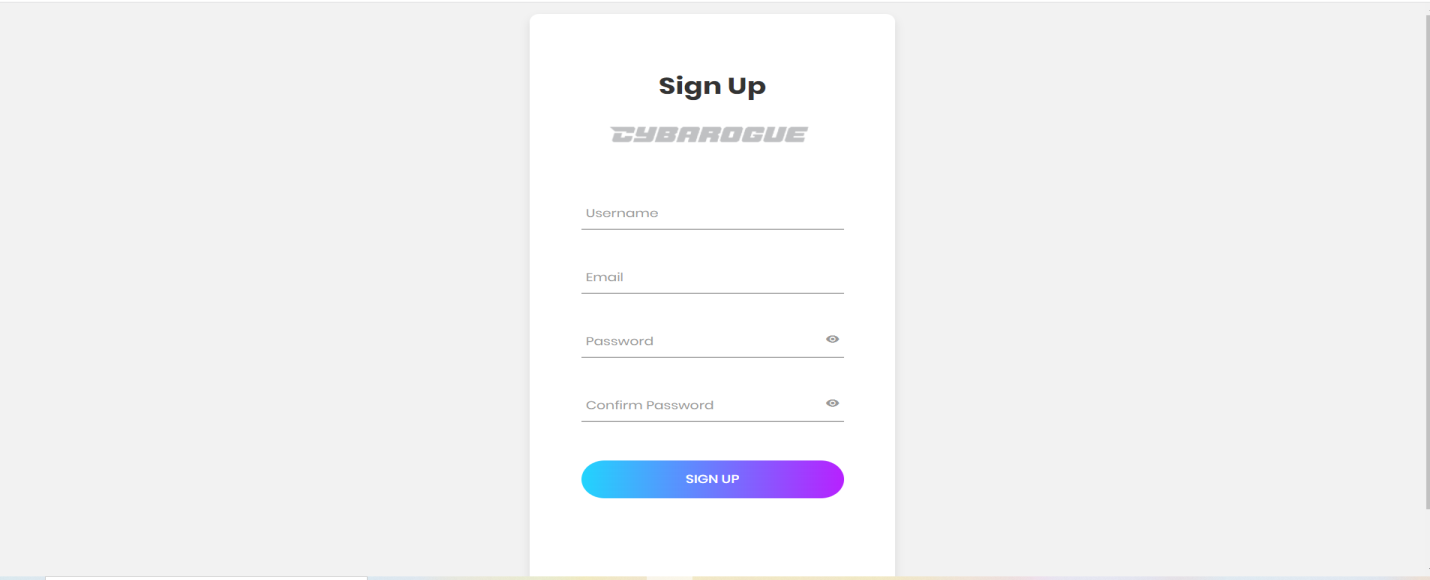 Sign Up
CYBAROGUE
Username
Email
Password
Confirm Password
SIGN UP